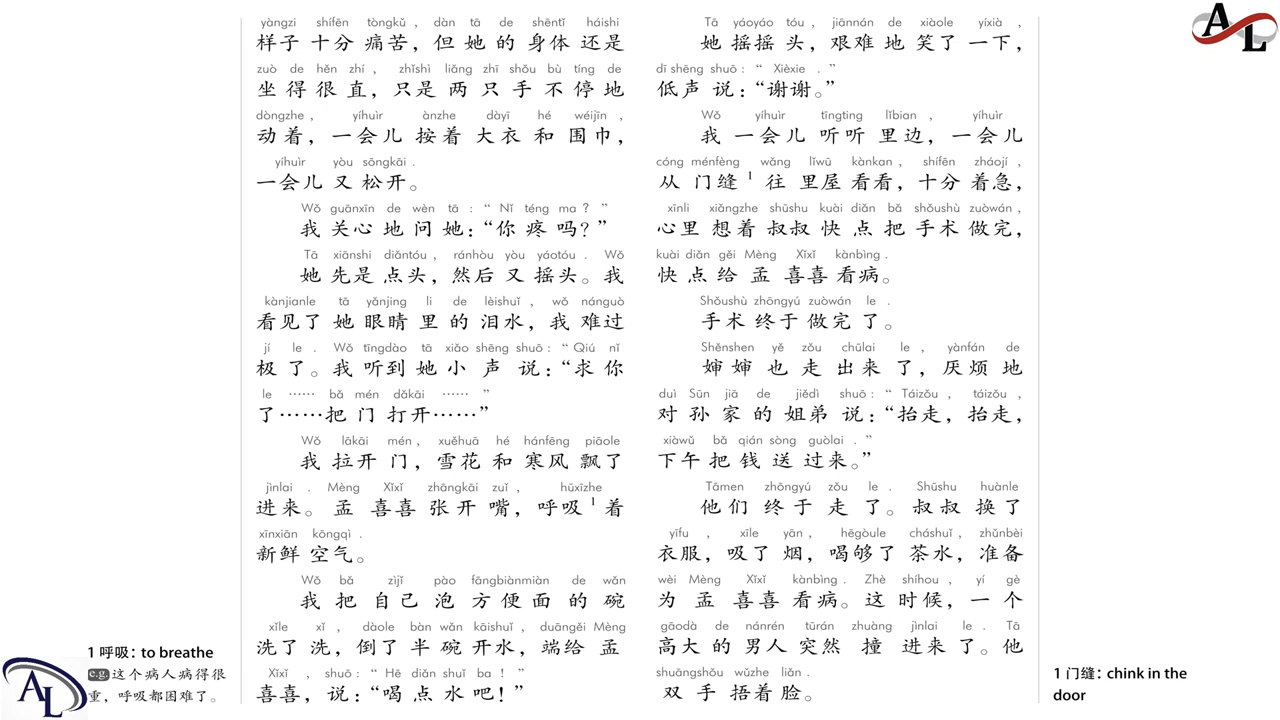 yàngzi shífēn tòngkǔ, dàn tā de shēntǐ háishi
样子十分痛苦，但她的身体还是
zuò de hěn zhí, zhǐshì liǎng zhī shǒu bù tíng de
坐得很直，只是两只手不停地
dòngzhe, yíhuìr ànzhe dàyī hé wéijīn,
动着，一会儿按着大衣和围巾，
yíhuìr yòu sōngkāi.
一会儿又松开。
Wǒ guānxīn de wèn tā: “Nǐ téng ma?”
我关心地问她：“你疼吗？”
Tā xiānshi diǎntóu, ránhòu yòu yáotóu. Wǒ
她先是点头，然后又摇头。我
kànjianle tā yǎnjing li de lèishuǐ, wǒ nánguò
看见了她眼睛里的泪水，我难过
jí le. Wǒ tīngdào tā xiǎo shēng shuō: “Qiú nǐ
极了。我听到她小声说：“求你
le …… bǎ mén dǎkāi ……”
了……把门打开……”
Wǒ lākāi mén, xuěhuā hé hánfēng piāole
我拉开门，雪花和寒风飘了
jìnlai. Mèng Xǐxǐ zhāngkāi zuǐ, hūxīzhe
进来。孟喜喜张开嘴，呼吸1着
xīnxiān kōngqì.
新鲜空气。
Wǒ bǎ zìjǐ pào fāngbiànmiàn de wǎn
我把自己泡方便面的碗
xǐle xǐ, dàole bàn wǎn kāishuǐ, duāngěi Mèng
洗了洗，倒了半碗开水，端给孟
Xǐxǐ, shuō: “Hē diǎn shuǐ ba!”
喜喜，说：“喝点水吧！”
1 呼吸: to breathe
e.g. 这个病人病得很
重，呼吸都困难了。
AL
Tā yáoyáo tóu, jiānnán de xiàole yíxià,
她摇摇头，艰难地笑了一下，
dī shēng shuō: “Xièxie.”
低声说：“谢谢。”
Wǒ yíhuìr tīngting lǐbian, yíhuìr
我一会儿听听里边，一会儿
cóng ménfèng wǎng lǐwū kànkan, shífēn zháojí,
从门缝1往里屋看看，十分着急，
xīnli xiǎngzhe shūshu kuài diǎn bǎ shǒushù zuòwán,
心里想着叔叔快点把手术做完，
kuài diǎn gěi Mèng Xǐxǐ kànbìng.
快点给孟喜喜看病。
Shǒushù zhōngyú zuòwán le.
手术终于做完了。
Shěnshen yě zǒu chūlai le, yànfán de
婶婶也走出来了，厌烦地
duì Sūn jiā de jiědì shuō: “Táizǒu, táizǒu,
对孙家的姐弟说：“抬走，抬走，
xiàwǔ bǎ qián sòng guòlai.”
下午把钱送过来。”
Tāmen zhōngyú zǒu le. Shūshu huànle
他们终于走了。叔叔换了
yīfu, xīle yān, hēgòule cháshuǐ, zhǔnbèi
衣服，吸了烟，喝够了茶水，准备
wèi Mèng Xǐxǐ kànbìng. Zhè shíhou, yí gè
为孟喜喜看病。这时候，一个
gāodà de nánrén tūrán zhuàng jìnlai le. Tā
高大的男人突然撞进来了。他
shuāngshǒu wǔzhe liǎn.
双手捂着脸。
1 门缝: chink in the
door
AL